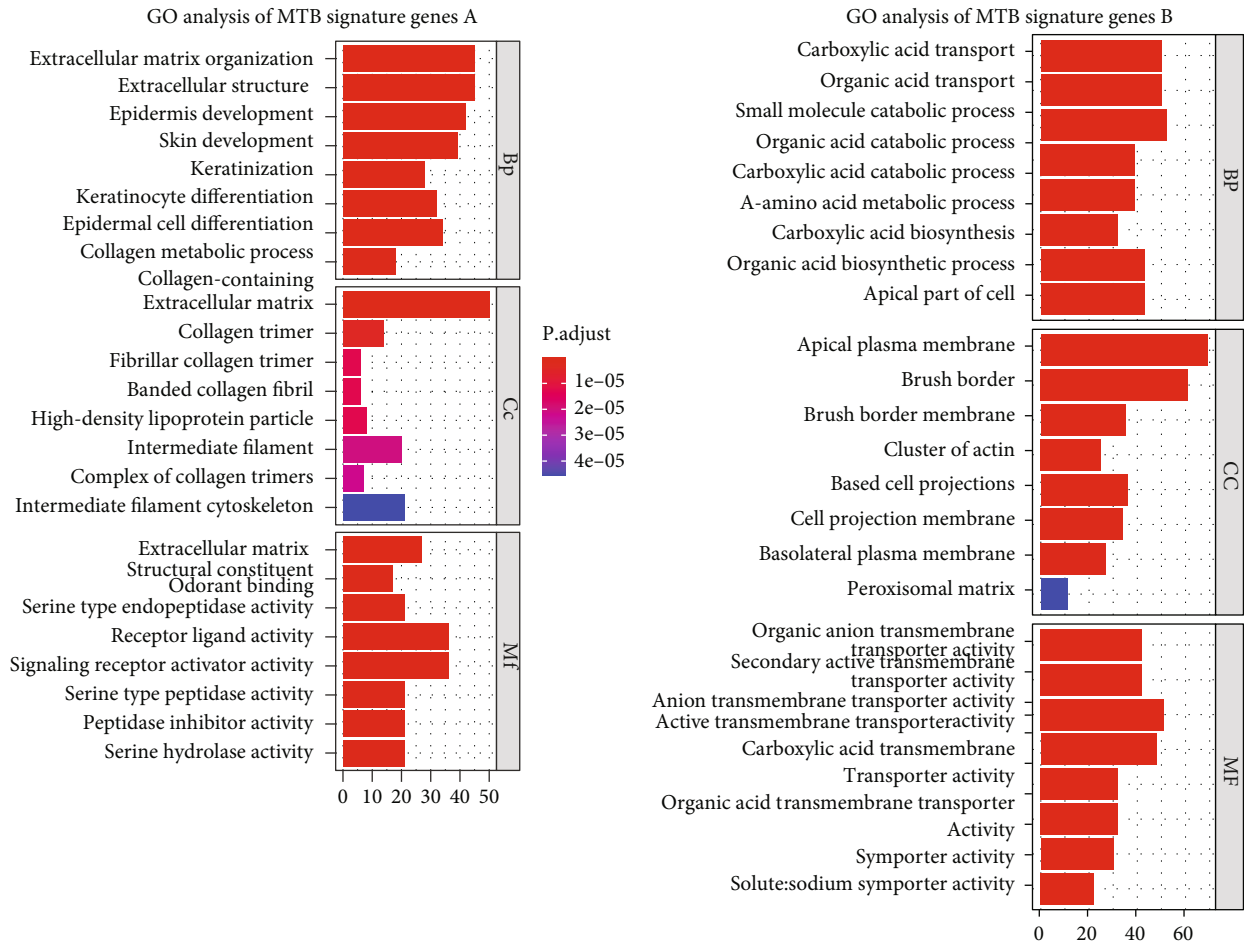 GO analysis of MTB signature genes A
Extracellular matrix organization
Extracellular structure
Epidermis development
Skin development
Keratinization
Keratinocyte differentiation
Epidermal cell differentiation
Collagen metabolic process
Collagen-containing
Extracellular matrix
Collagen trimer
Fibrillar collagen trimer
Banded collagen fibril
High-density lipoprotein particle
Intermediate filament
Complex of collagen trimers
Intermediate filament cytoskeleton
Extracellular matrix
Structural constituent
Odorant binding
Serine type endopeptidase activity
Receptor ligand activity
Signaling receptor activator activity
Serine type peptidase activity
Peptidase inhibitor activity
Serine hydrolase activity
Bp
Cc
Mf
0 10 20 30 40 50
P.adjust
1e–05
2e–05
3e–05
4e–05
GO analysis of MTB signature genes B
Carboxylic acid transport
Organic acid transport
Small molecule catabolic process
Organic acid catabolic process
Carboxylic acid catabolic process
A-amino acid metabolic process
Carboxylic acid biosynthesis
Organic acid biosynthetic process
Apical part of cell
Apical plasma membrane
Brush border
Brush border membrane
Cluster of actin
Based cell projections
Cell projection membrane
Basolateral plasma membrane
Peroxisomal matrix
Organic anion transmembrane
transporter activity
Secondary active transmembrane
transporter activity
Anion transmembrane transporter activity
Active transmembrane transporteractivity
Carboxylic acid transmembrane
Transporter activity
Organic acid transmembrane transporter
Activity
Symporter activity
Solute:sodium symporter activity
BP
CC
MF
0 20 40 60